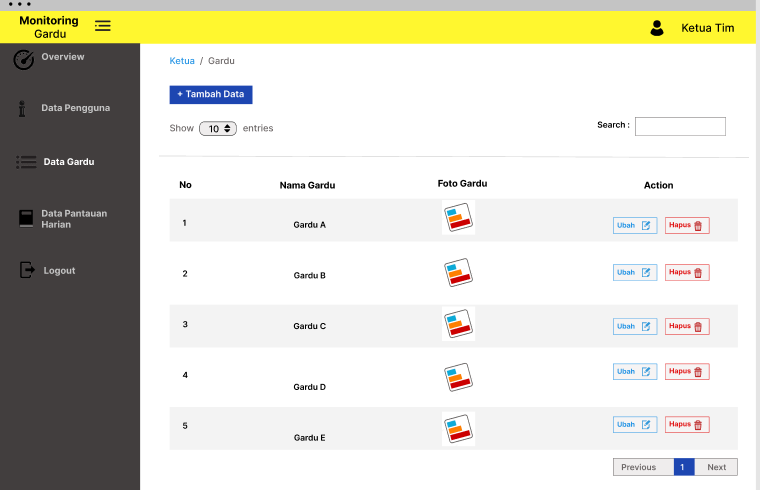 Monitoring
Gardu
Ketua Tim
Overview
Data Pengguna
Data Gardu
Data Pantauan
Harian
Logout
Ketua / Gardu
+ Tambah Data
Show 10 entries
Search :
No Nama Gardu Foto Gardu Action
1 Gardu A Ubah Hapus
2 Gardu B Ubah Hapus
3 Gardu C Ubah Hapus
4 Gardu D Ubah Hapus
5 Gardu E Ubah Hapus
Previous 1 Next